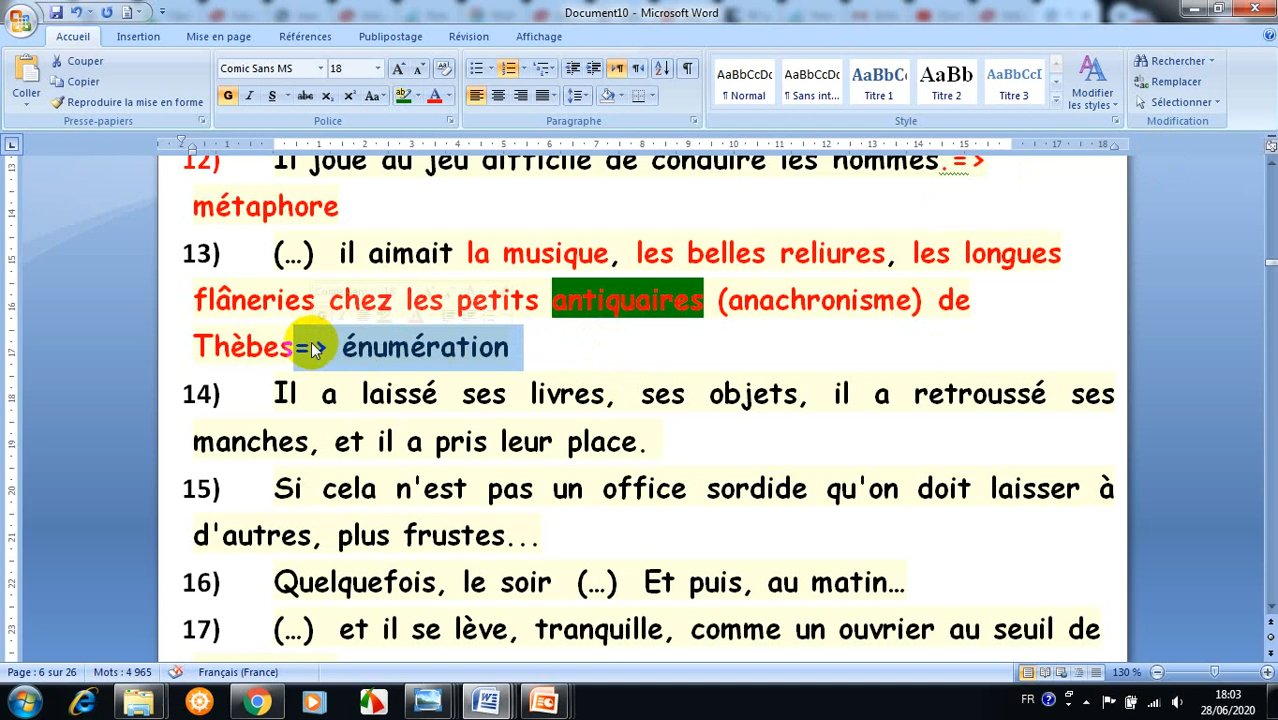 Document10 - Microsoft Word
Accueil Insertion Mise en page Références Publipostage Révision Affichage
Coller
Couper
Copier
Reproduire la mise en forme
Presse-papiers
Comic Sans MS 18
G I S abc X₂ X² Aa
Police
Paragraphe
AaBbCcDc AaBbCcDc AaBbC AaBb AaBbCcI
¶ Normal ¶ Sans int... Titre 1 Titre 2 Titre 3
Modifier les styles
Style
Rechercher
Remplacer
Sélectionner
Modification
12) Il joue au jeu difficile de conduire les hommes.=>
métaphore
13) (…) il aimait la musique, les belles reliures, les longues
flâneries chez les petits antiquaires (anachronisme) de
Thèbes=> énumération
14) Il a laissé ses livres, ses objets, il a retroussé ses
manches, et il a pris leur place.
15) Si cela n'est pas un office sordide qu'on doit laisser à
d'autres, plus frustes...
16) Quelquefois, le soir (…) Et puis, au matin…
17) (…) et il se lève, tranquille, comme un ouvrier au seuil de
Page : 6 sur 26 Mots : 4 965 Français (France) 130 %
FR 18:03
28/06/2020